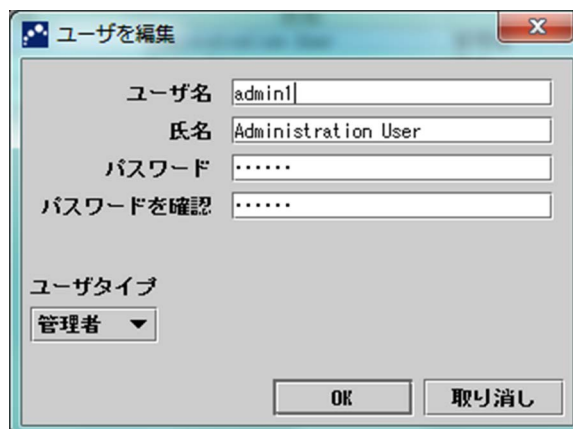 ユーザを編集
ユーザ名 admin1
氏名 Administration User
パスワード ······
パスワードを確認 ······
ユーザタイプ
管理者
OK 取り消し